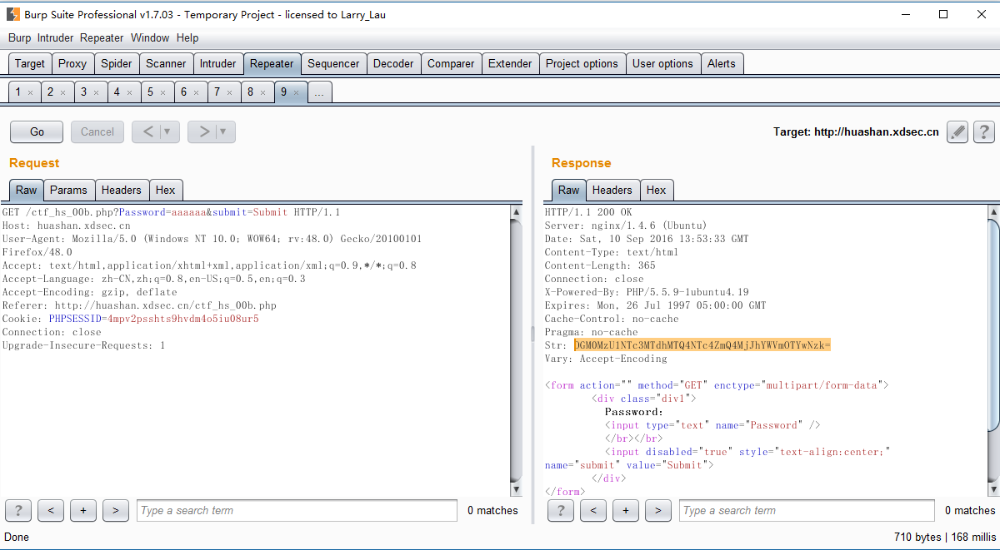 Burp Suite Professional v1.7.03 - Temporary Project - licensed to Larry_Lau
Burp Intruder Repeater Window Help
Target Proxy Spider Scanner Intruder Repeater Sequencer Decoder Comparer Extender Project options User options Alerts
1 × 2 × 3 × 4 × 5 × 6 × 7 × 8 × 9 × ...
Go Cancel < ▼ > ▼ Target: http://huashan.xdsec.cn ?
Request
Raw Params Headers Hex
GET /ctf_hs_00b.php?Password=aaaaaa&submit=Submit HTTP/1.1
Host: huashan.xdsec.cn
User-Agent: Mozilla/5.0 (Windows NT 10.0; WOW64; rv:48.0) Gecko/20100101
Firefox/48.0
Accept: text/html,application/xhtml+xml,application/xml;q=0.9,*/*;q=0.8
Accept-Language: zh-CN,zh;q=0.8,en-US;q=0.5,en;q=0.3
Accept-Encoding: gzip, deflate
Referer: http://huashan.xdsec.cn/ctf_hs_00b.php
Cookie: PHPSESSID=4mpv2psshts9hvdm4o5iu08ur5
Connection: close
Upgrade-Insecure-Requests: 1
? < + > Type a search term 0 matches
Response
Raw Headers Hex
HTTP/1.1 200 OK
Server: nginx/1.4.6 (Ubuntu)
Date: Sat, 10 Sep 2016 13:53:33 GMT
Content-Type: text/html
Content-Length: 365
Connection: close
X-Powered-By: PHP/5.5.9-1ubuntu4.19
Expires: Mon, 26 Jul 1997 05:00:00 GMT
Cache-Control: no-cache
Pragma: no-cache
Str: DGM0MzU1NTc3MTdhMTQ4NTc4ZmQ4MjJhYWVmOTYwNzk=
Vary: Accept-Encoding
<form action="" method="GET" enctype="multipart/form-data">
<div class="div1">
Password:
<input type="text" name="Password" />
</br></br>
<input disabled="true" style="text-align:center;"
name="submit" value="Submit">
</div>
</form>
? < + > Type a search term 0 matches
Done 710 bytes | 168 millis